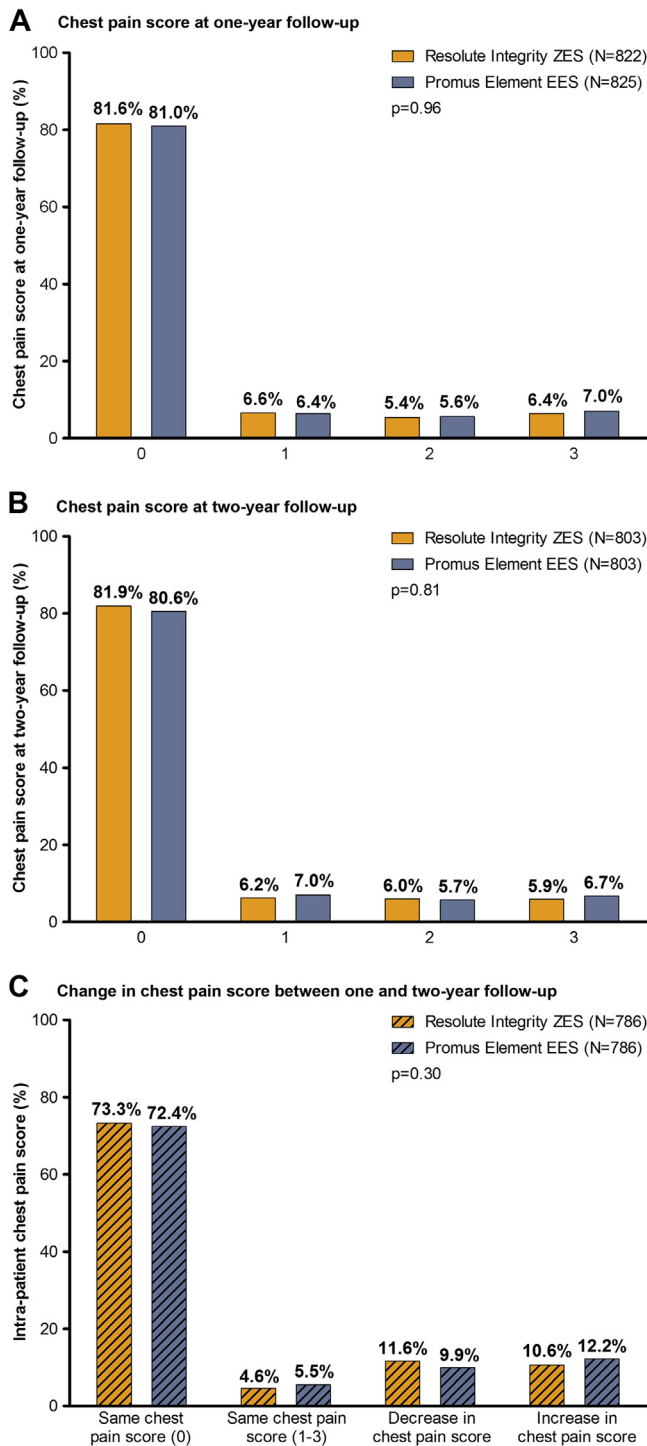 A Chest pain score at one-year follow-up
Chest pain score at one-year follow-up (%)
100
80
60
40
20
0
Resolute Integrity ZES (N=822)
Promus Element EES (N=825)
p=0.96
81.6% 81.0%
6.6% 6.4%
5.4% 5.6%
6.4% 7.0%
0 1 2 3
B Chest pain score at two-year follow-up
Chest pain score at two-year follow-up (%)
100
80
60
40
20
0
Resolute Integrity ZES (N=803)
Promus Element EES (N=803)
p=0.81
81.9% 80.6%
6.2% 7.0%
6.0% 5.7%
5.9% 6.7%
0 1 2 3
C Change in chest pain score between one and two-year follow-up
Intra-patient chest pain score (%)
100
80
60
40
20
0
Resolute Integrity ZES (N=786)
Promus Element EES (N=786)
p=0.30
73.3% 72.4%
4.6% 5.5%
11.6% 9.9%
10.6% 12.2%
Same chest
pain score (0)
Same chest pain
score (1-3)
Decrease in
chest pain score
Increase in
chest pain score